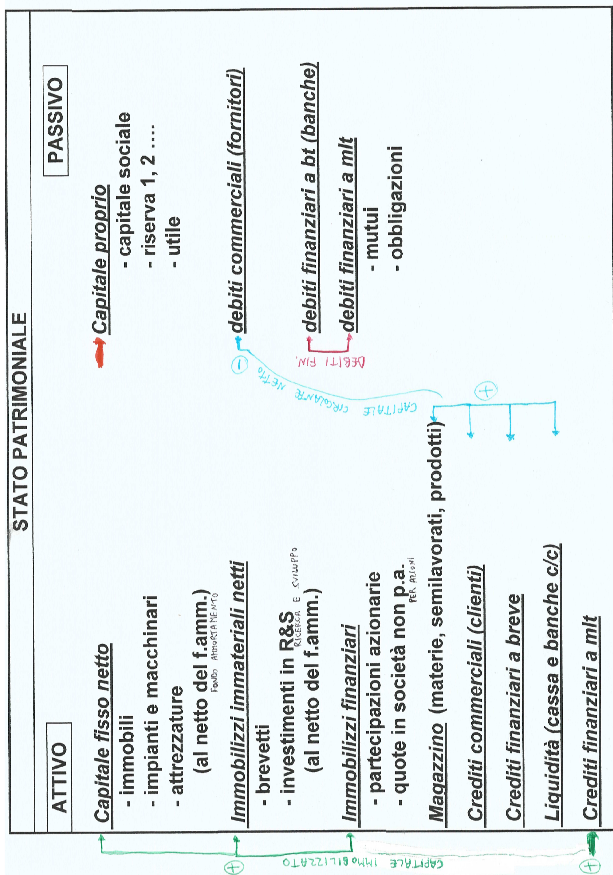 STATO PATRIMONIALE
ATTIVO
PASSIVO
Capitale fisso netto
- immobili
- impianti e macchinari
- attrezzature
(al netto del f.amm.)
FONDO AMMORTAMENTO
Immobilizzi immateriali netti
- brevetti
- investimenti in R&S
RICERCA E SVILUPPO
(al netto del f.amm.)
Immobilizzi finanziari
- partecipazioni azionarie
- quote in società non p.a.
PER AZIONI
Magazzino (materie, semilavorati, prodotti)
Crediti commerciali (clienti)
Crediti finanziari a breve
Liquidità (cassa e banche c/c)
Crediti finanziari a mlt
+ CAPITALE IMMOBILIZZATO +
Capitale proprio
- capitale sociale
- riserva 1, 2 ....
- utile
debiti commerciali (fornitori)
debiti finanziari a bt (banche)
debiti finanziari a mlt
- mutui
- obbligazioni
DEBITI FIN.
-
CAPITALE CIRCOLANTE NETTO
+